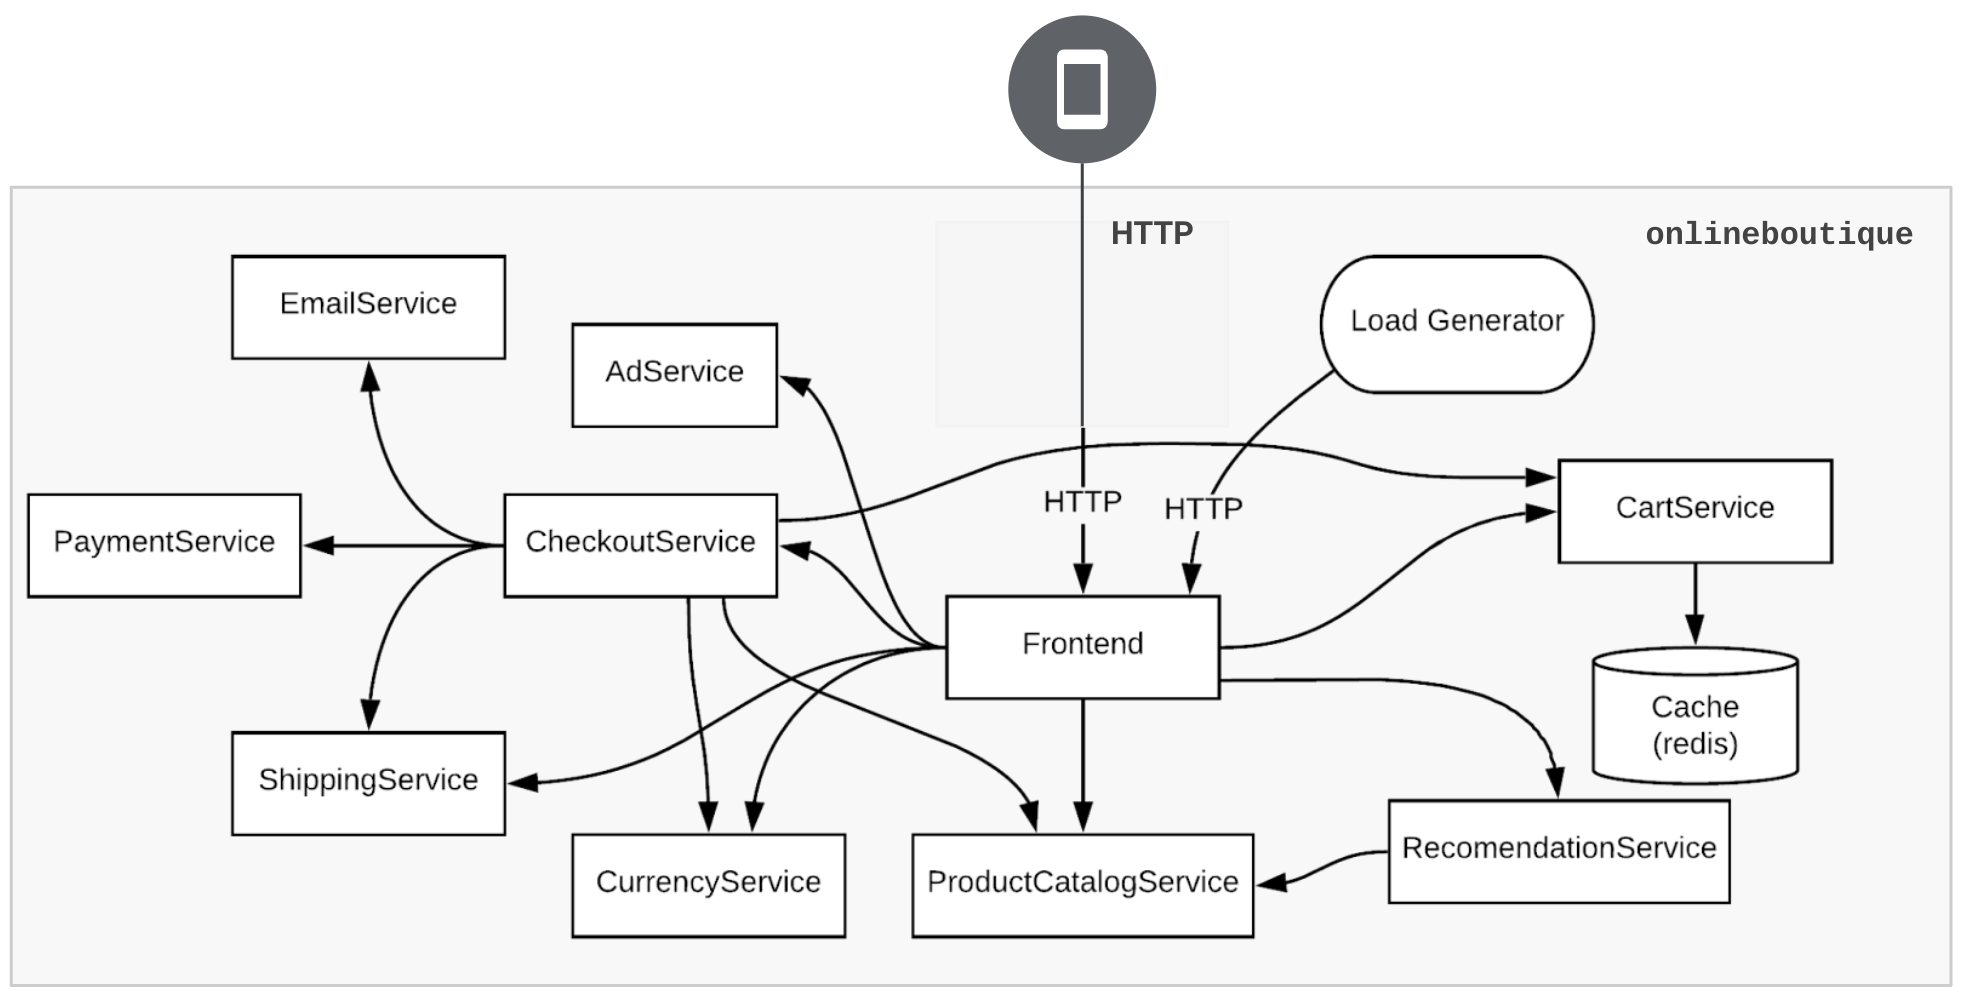 HTTP
onlineboutique
EmailService
Load Generator
AdService
HTTP
HTTP
CartService
PaymentService
CheckoutService
Frontend
Cache
(redis)
ShippingService
RecomendationService
CurrencyService
ProductCatalogService